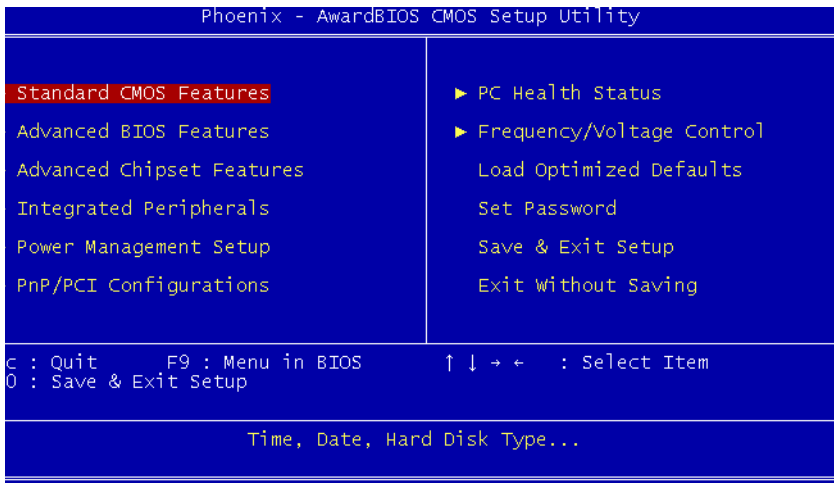 Phoenix - AwardBIOS CMOS Setup Utility
Standard CMOS Features
Advanced BIOS Features
Advanced Chipset Features
Integrated Peripherals
Power Management Setup
PnP/PCI Configurations
► PC Health Status
► Frequency/Voltage Control
Load Optimized Defaults
Set Password
Save & Exit Setup
Exit Without Saving
c : Quit F9 : Menu in BIOS ↑ ↓ → ← : Select Item
0 : Save & Exit Setup
Time, Date, Hard Disk Type...